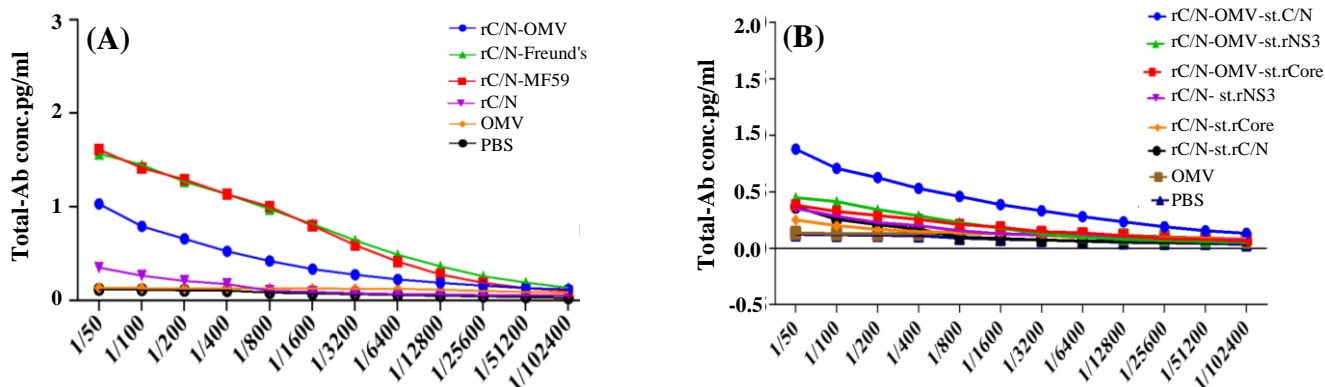 (A)
Total-Ab conc.pg/ml
3
2
1
0
rC/N-OMV
rC/N-Freund's
rC/N-MF59
rC/N
OMV
PBS
1/50
1/100
1/200
1/400
1/800
1/1600
1/3200
1/6400
1/12800
1/25600
1/51200
1/102400
(B)
Total-Ab conc.pg/ml
2.0
1.5
1.5
0.5
0.0
-0.5
rC/N-OMV-st.C/N
rC/N-OMV-st.rNS3
rC/N-OMV-st.rCore
rC/N- st.rNS3
rC/N-st.rCore
rC/N-st.rC/N
OMV
PBS
1/50
1/100
1/200
1/400
1/800
1/1600
1/3200
1/6400
1/12800
1/25600
1/51200
1/102400